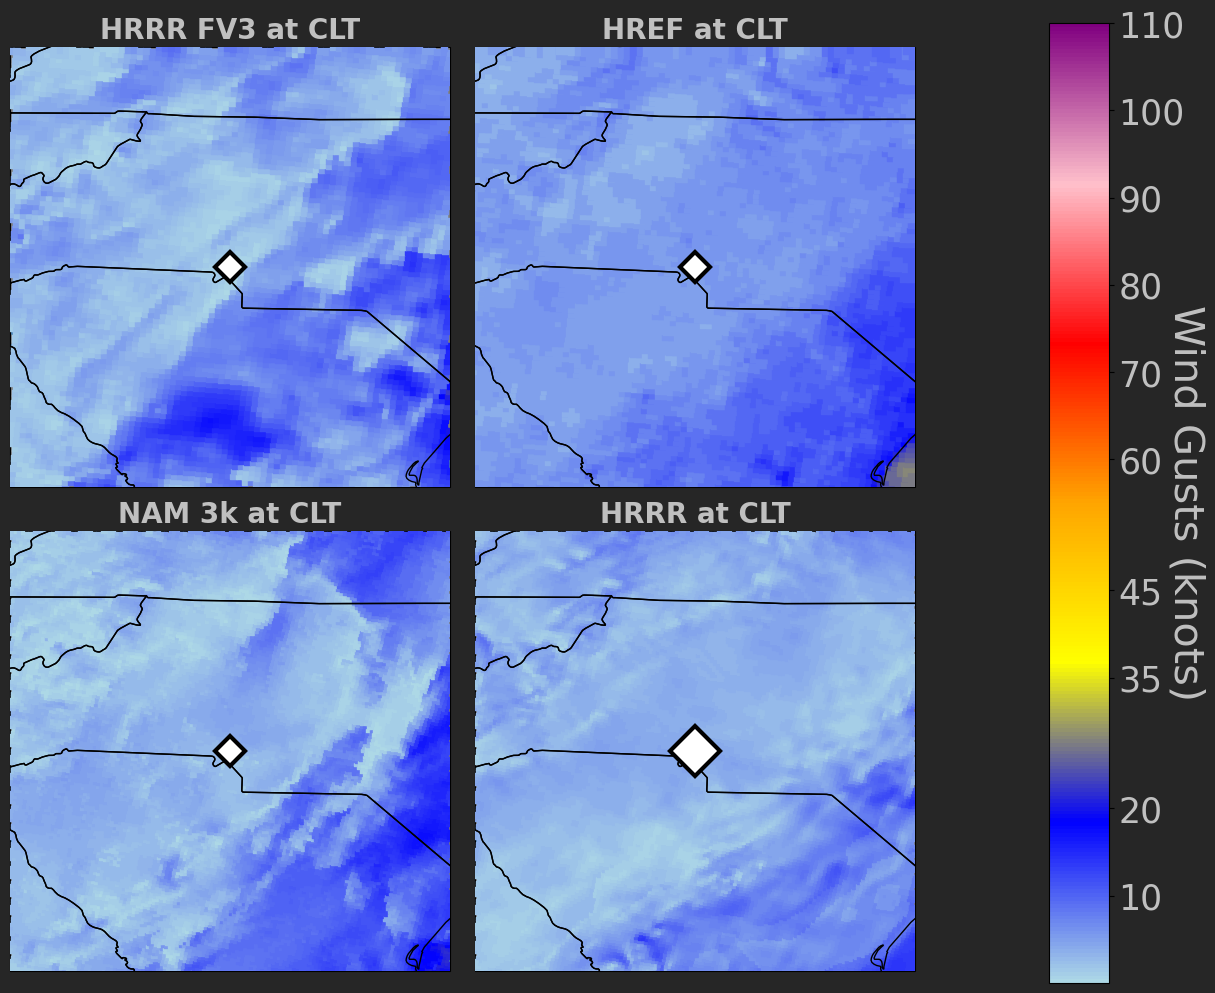 HRRR FV3 at CLT
HREF at CLT
NAM 3k at CLT
HRRR at CLT
110
100
90
80
70
60
45
35
20
10
Wind Gusts (knots)